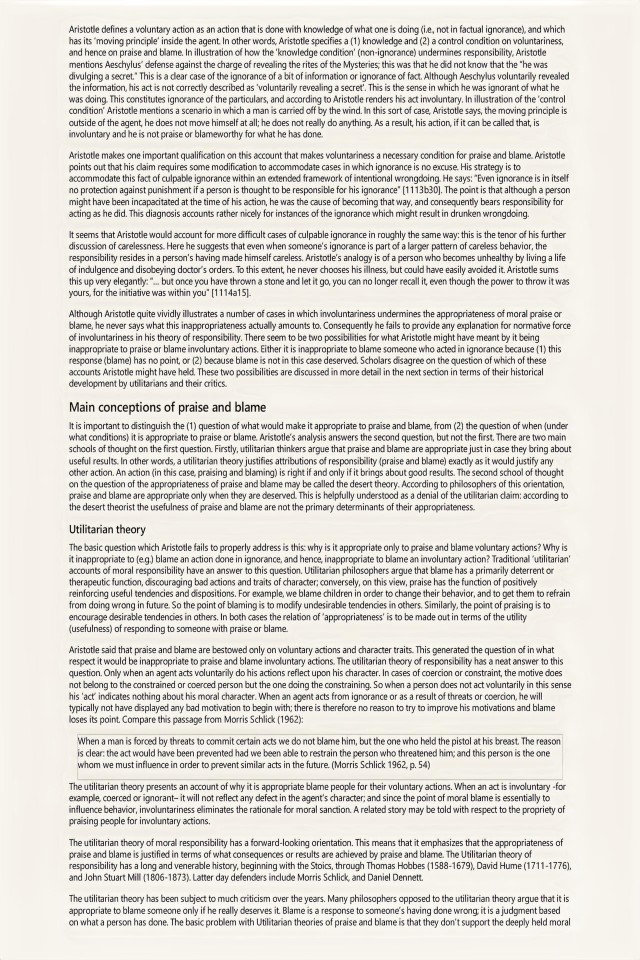 Aristotle defines a voluntary action as an action that is done with knowledge of what one is doing (i.e., not in factual ignorance), and which
has its 'moving principle' inside the agent. In other words, Aristotle specifies a (1) knowledge and (2) a control condition on voluntariness,
and hence on praise and blame. In illustration of how the 'knowledge condition' (non-ignorance) undermines responsibility, Aristotle
mentions Aeschylus' defense against the charge of revealing the rites of the Mysteries; this was that he did not know that the "he was
divulging a secret." This is a clear case of the ignorance of a bit of information or ignorance of fact. Although Aeschylus voluntarily revealed
the information, his act is not correctly described as 'voluntarily revealing a secret'. This is the sense in which he was ignorant of what he
was doing. This constitutes ignorance of the particulars, and according to Aristotle renders his act involuntary. In illustration of the 'control
condition' Aristotle mentions a scenario in which a man is carried off by the wind. In this sort of case, Aristotle says, the moving principle is
outside of the agent, he does not move himself at all; he does not really do anything. As a result, his action, if it can be called that, is
involuntary and he is not praise or blameworthy for what he has done.
Aristotle makes one important qualification on this account that makes voluntariness a necessary condition for praise and blame. Aristotle
points out that his claim requires some modification to accommodate cases in which ignorance is no excuse. His strategy is to
accommodate this fact of culpable ignorance within an extended framework of intentional wrongdoing. He says: "Even ignorance is in itself
no protection against punishment if a person is thought to be responsible for his ignorance" [1113b30]. The point is that although a person
might have been incapacitated at the time of his action, he was the cause of becoming that way, and consequently bears responsibility for
acting as he did. This diagnosis accounts rather nicely for instances of the ignorance which might result in drunken wrongdoing.
It seems that Aristotle would account for more difficult cases of culpable ignorance in roughly the same way: this is the tenor of his further
discussion of carelessness. Here he suggests that even when someone's ignorance is part of a larger pattern of careless behavior, the
responsibility resides in a person's having made himself careless. Aristotle's analogy is of a person who becomes unhealthy by living a life
of indulgence and disobeying doctor's orders. To this extent, he never chooses his illness, but could have easily avoided it. Aristotle sums
this up very elegantly: "... but once you have thrown a stone and let it go, you can no longer recall it, even though the power to throw it was
yours, for the initiative was within you" [1114a15].
Although Aristotle quite vividly illustrates a number of cases in which involuntariness undermines the appropriateness of moral praise or
blame, he never says what this inappropriateness actually amounts to. Consequently he fails to provide any explanation for normative force
of involuntariness in his theory of responsibility. There seem to be two possibilities for what Aristotle might have meant by it being
inappropriate to praise or blame involuntary actions. Either it is inappropriate to blame someone who acted in ignorance because (1) this
response (blame) has no point, or (2) because blame is not in this case deserved. Scholars disagree on the question of which of these
accounts Aristotle might have held. These two possibilities are discussed in more detail in the next section in terms of their historical
development by utilitarians and their critics.
Main conceptions of praise and blame
It is important to distinguish the (1) question of what would make it appropriate to praise and blame, from (2) the question of when (under
what conditions) it is appropriate to praise or blame. Aristotle's analysis answers the second question, but not the first. There are two main
schools of thought on the first question. Firstly, utilitarian thinkers argue that praise and blame are appropriate just in case they bring about
useful results. In other words, a utilitarian theory justifies attributions of responsibility (praise and blame) exactly as it would justify any
other action. An action (in this case, praising and blaming) is right if and only if it brings about good results. The second school of thought
on the question of the appropriateness of praise and blame may be called the desert theory. According to philosophers of this orientation,
praise and blame are appropriate only when they are deserved. This is helpfully understood as a denial of the utilitarian claim: according to
the desert theorist the usefulness of praise and blame are not the primary determinants of their appropriateness.
Utilitarian theory
The basic question which Aristotle fails to properly address is this: why is it appropriate only to praise and blame voluntary actions? Why is
it inappropriate to (e.g.) blame an action done in ignorance, and hence, inappropriate to blame an involuntary action? Traditional 'utilitarian'
accounts of moral responsibility have an answer to this question. Utilitarian philosophers argue that blame has a primarily deterrent or
therapeutic function, discouraging bad actions and traits of character; conversely, on this view, praise has the function of positively
reinforcing useful tendencies and dispositions. For example, we blame children in order to change their behavior, and to get them to refrain
from doing wrong in future. So the point of blaming is to modify undesirable tendencies in others. Similarly, the point of praising is to
encourage desirable tendencies in others. In both cases the relation of 'appropriateness' is to be made out in terms of the utility
(usefulness) of responding to someone with praise or blame.
Aristotle said that praise and blame are bestowed only on voluntary actions and character traits. This generated the question of in what
respect it would be inappropriate to praise and blame involuntary actions. The utilitarian theory of responsibility has a neat answer to this
question. Only when an agent acts voluntarily do his actions reflect upon his character. In cases of coercion or constraint, the motive does
not belong to the constrained or coerced person but the one doing the constraining. So when a person does not act voluntarily in this sense
his 'act' indicates nothing about his moral character. When an agent acts from ignorance or as a result of threats or coercion, he will
typically not have displayed any bad motivation to begin with; there is therefore no reason to try to improve his motivations and blame
loses its point. Compare this passage from Morris Schlick (1962):
When a man is forced by threats to commit certain acts we do not blame him, but the one who held the pistol at his breast. The reason
is clear: the act would have been prevented had we been able to restrain the person who threatened him; and this person is the one
whom we must influence in order to prevent similar acts in the future. (Morris Schlick 1962, p. 54)
The utilitarian theory presents an account of why it is appropriate blame people for their voluntary actions. When an act is involuntary -for
example, coerced or ignorant– it will not reflect any defect in the agent's character; and since the point of moral blame is essentially to
influence behavior, involuntariness eliminates the rationale for moral sanction. A related story may be told with respect to the propriety of
praising people for involuntary actions.
The utilitarian theory of moral responsibility has a forward-looking orientation. This means that it emphasizes that the appropriateness of
praise and blame is justified in terms of what consequences or results are achieved by praise and blame. The Utilitarian theory of
responsibility has a long and venerable history, beginning with the Stoics, through Thomas Hobbes (1588-1679), David Hume (1711-1776),
and John Stuart Mill (1806-1873). Latter day defenders include Morris Schlick, and Daniel Dennett.
The utilitarian theory has been subject to much criticism over the years. Many philosophers opposed to the utilitarian theory argue that it is
appropriate to blame someone only if he really deserves it. Blame is a response to someone's having done wrong; it is a judgment based
on what a person has done. The basic problem with Utilitarian theories of praise and blame is that they don't support the deeply held moral